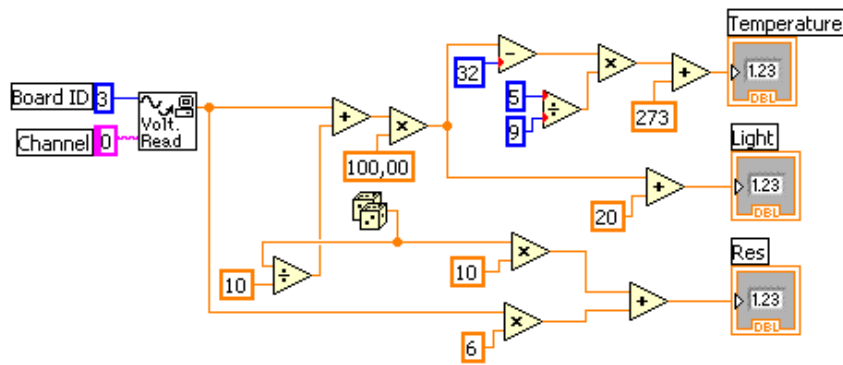 Temperature
1.23
DBL
32
5
9
273
Board ID 3
Volt.
Read
Channel 0
100,00
Light
1.23
DBL
20
10
10
Res
1.23
DBL
6